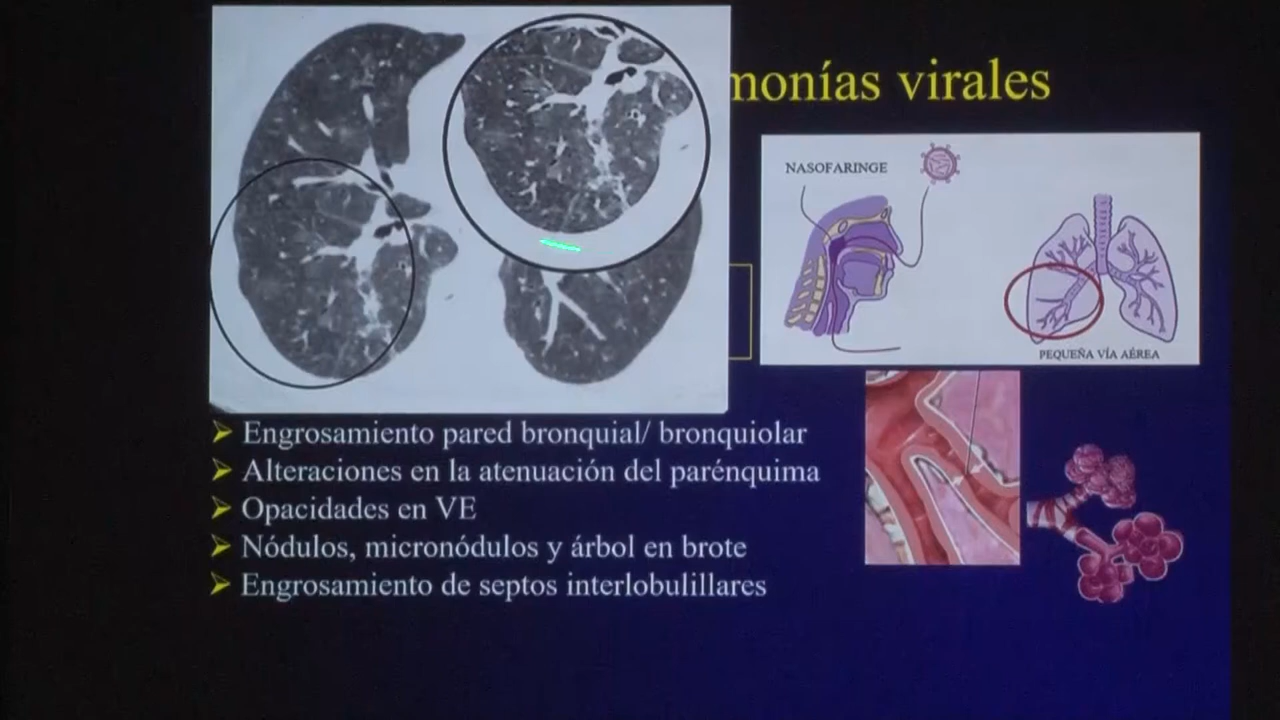 monías virales
NASOFARINGE
PEQUEÑA VÍA AÉREA
Engrosamiento pared bronquial/ bronquiolar
Alteraciones en la atenuación del parénquima
Opacidades en VE
Nódulos, micronódulos y árbol en brote
Engrosamiento de septos interlobulillares